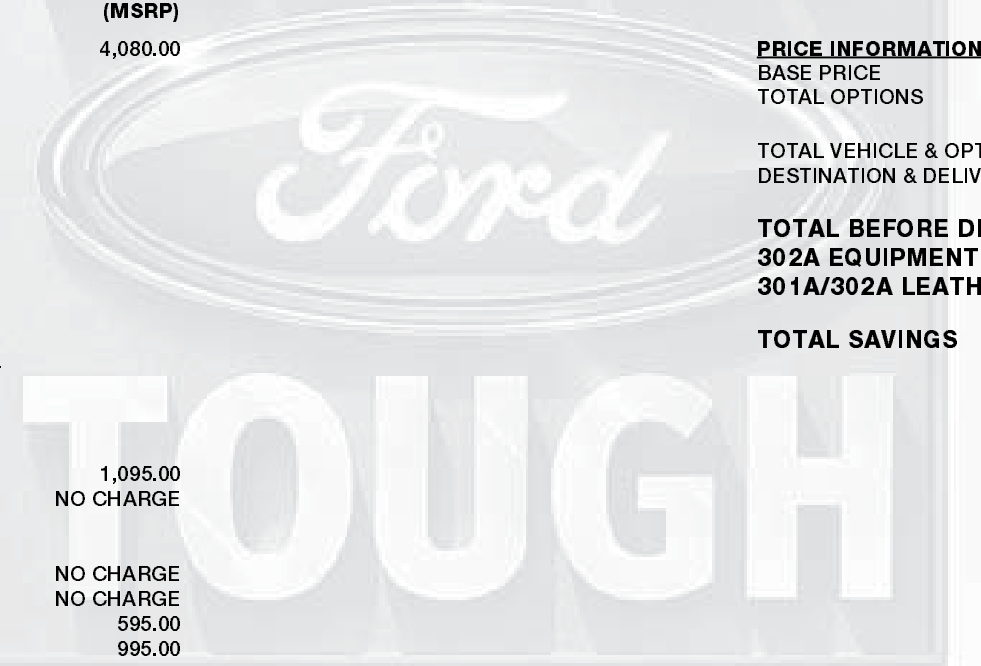 (MSRP)
4,080.00
PRICE INFORMATION
BASE PRICE
TOTAL OPTIONS
TOTAL VEHICLE & OPT
DESTINATION & DELIV
TOTAL BEFORE DI
302A EQUIPMENT
301A/302A LEATH
TOTAL SAVINGS
Ford
TOUGH
1,095.00
NO CHARGE
NO CHARGE
NO CHARGE
595.00
995.00